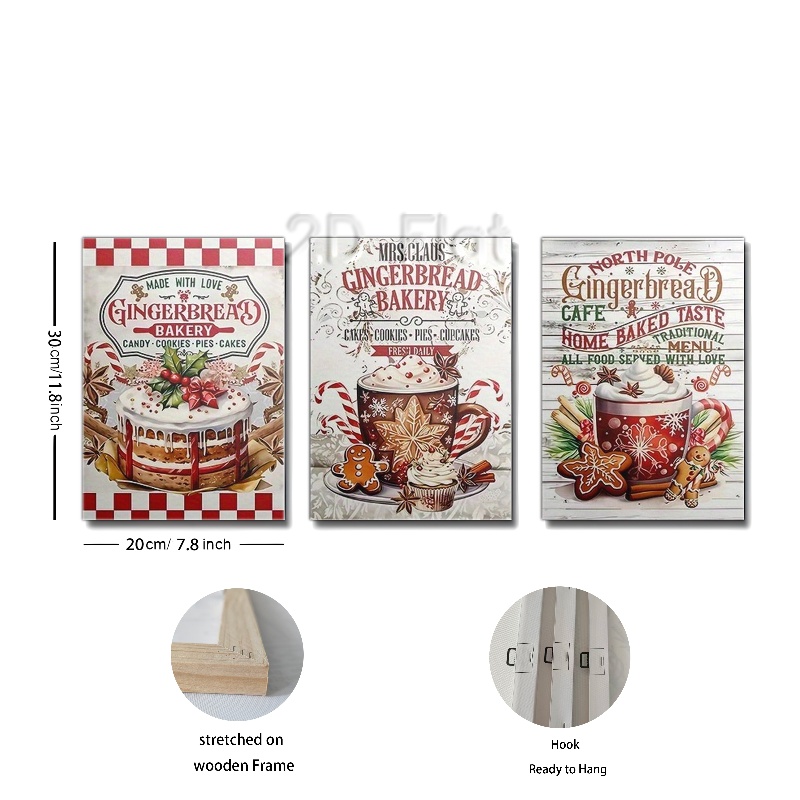 2D Flat
MADE WITH LOVE
GINGERBREAD
BAKERY
CANDY · COOKIES · PIES · CAKES
MRS. CLAUS
GINGERBREAD
BAKERY
CAKES · COOKIES · PIES · CUPCAKES
FRESH DAILY
NORTH POLE
GingerbreaD
CAFE
HOME BAKED TASTE
TRADITIONAL
MENU
ALL FOOD SERVED WITH LOVE
30cm/11.8inch
20cm/ 7.8 inch
stretched on
wooden Frame
Hook
Ready to Hang